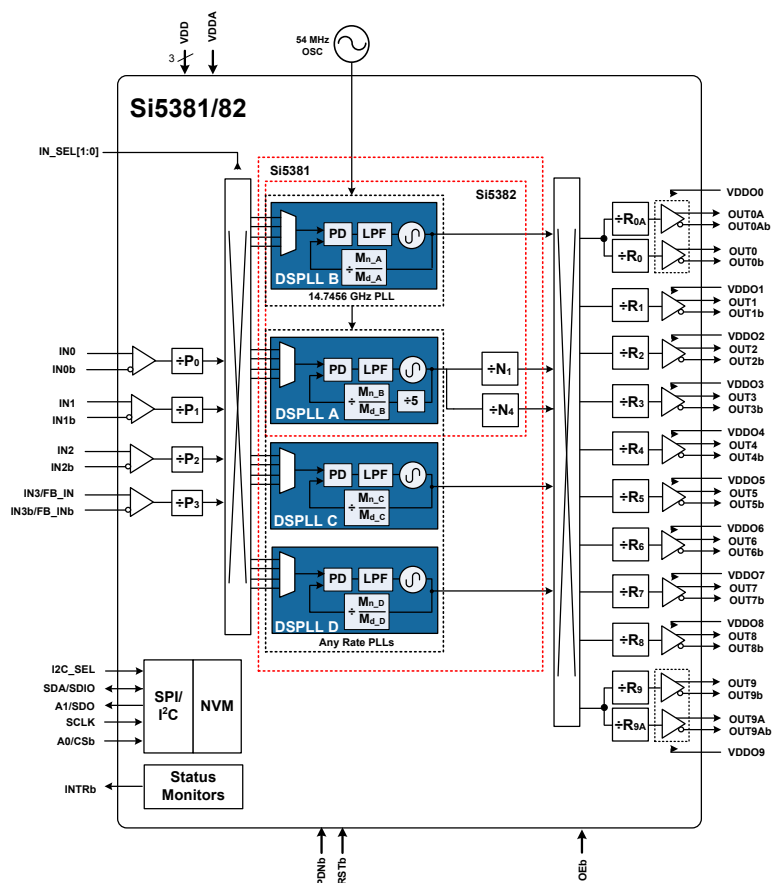 VDD
VDDA
3
54 MHz
OSC
Si5381/82
IN_SEL[1:0]
Si5381
Si5382
PD
LPF
÷
Mn_A
Md_A
DSPLL B
14.7456 GHz PLL
IN0
IN0b
÷P0
IN1
IN1b
÷P1
IN2
IN2b
÷P2
IN3/FB_IN
IN3b/FB_INb
÷P3
PD
LPF
÷
Mn_B
Md_B
÷5
DSPLL A
÷N1
÷N4
PD
LPF
÷
Mn_C
Md_C
DSPLL C
PD
LPF
÷
Mn_D
Md_D
DSPLL D
Any Rate PLLs
÷R0A
÷R0
÷R1
÷R2
÷R3
÷R4
÷R5
÷R6
÷R7
÷R8
÷R9
÷R9A
VDDO0
OUT0A
OUT0Ab
OUT0
OUT0b
VDDO1
OUT1
OUT1b
VDDO2
OUT2
OUT2b
VDDO3
OUT3
OUT3b
VDDO4
OUT4
OUT4b
VDDO5
OUT5
OUT5b
VDDO6
OUT6
OUT6b
VDDO7
OUT7
OUT7b
VDDO8
OUT8
OUT8b
OUT9
OUT9b
OUT9A
OUT9Ab
VDDO9
I2C_SEL
SDA/SDIO
A1/SDO
SCLK
A0/CSb
SPI/
I²C
NVM
INTRb
Status
Monitors
PDNb
RSTb
OEb